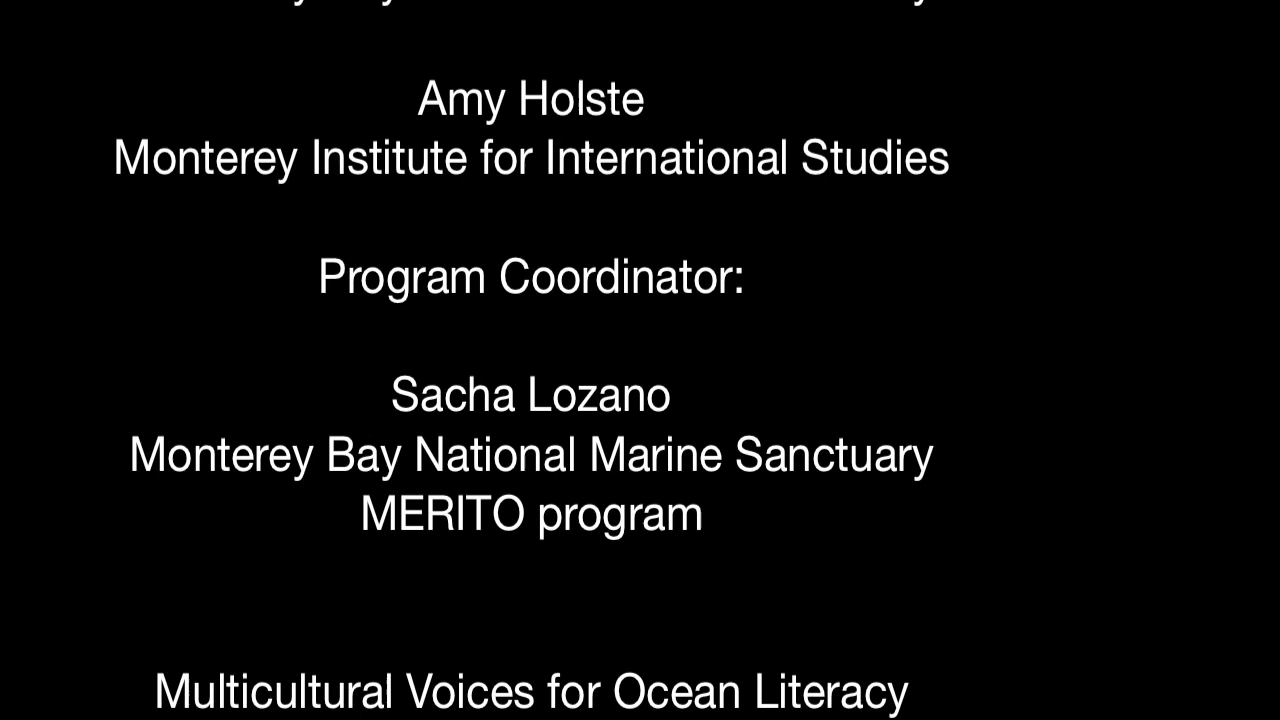 Amy Holste
Monterey Institute for International Studies
Program Coordinator:
Sacha Lozano
Monterey Bay National Marine Sanctuary
MERITO program
Multicultural Voices for Ocean Literacy